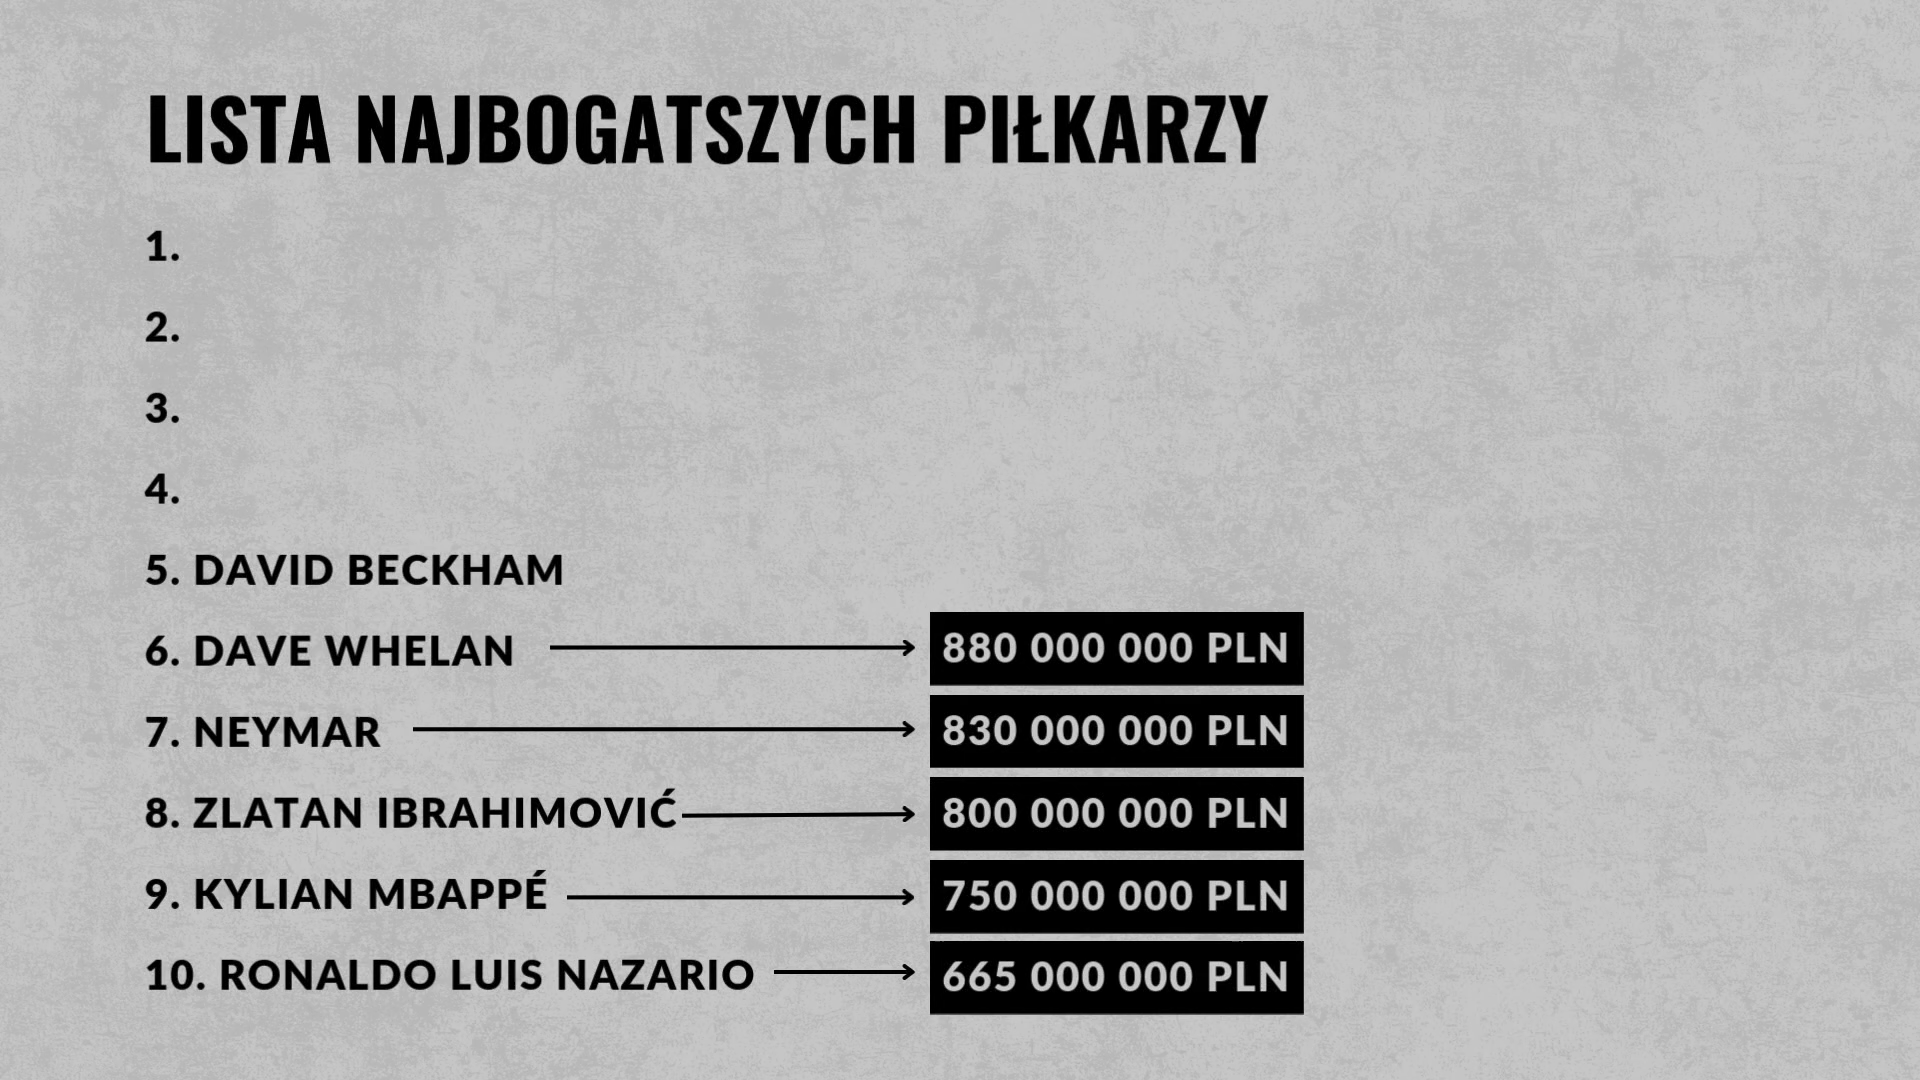 LISTA NAJBOGATSZYCH PIŁKARZY
1.
2.
3.
4.
5. DAVID BECKHAM
6. DAVE WHELAN 880 000 000 PLN
7. NEYMAR 830 000 000 PLN
8. ZLATAN IBRAHIMOVIĆ 800 000 000 PLN
9. KYLIAN MBAPPÉ 750 000 000 PLN
10. RONALDO LUIS NAZARIO 665 000 000 PLN